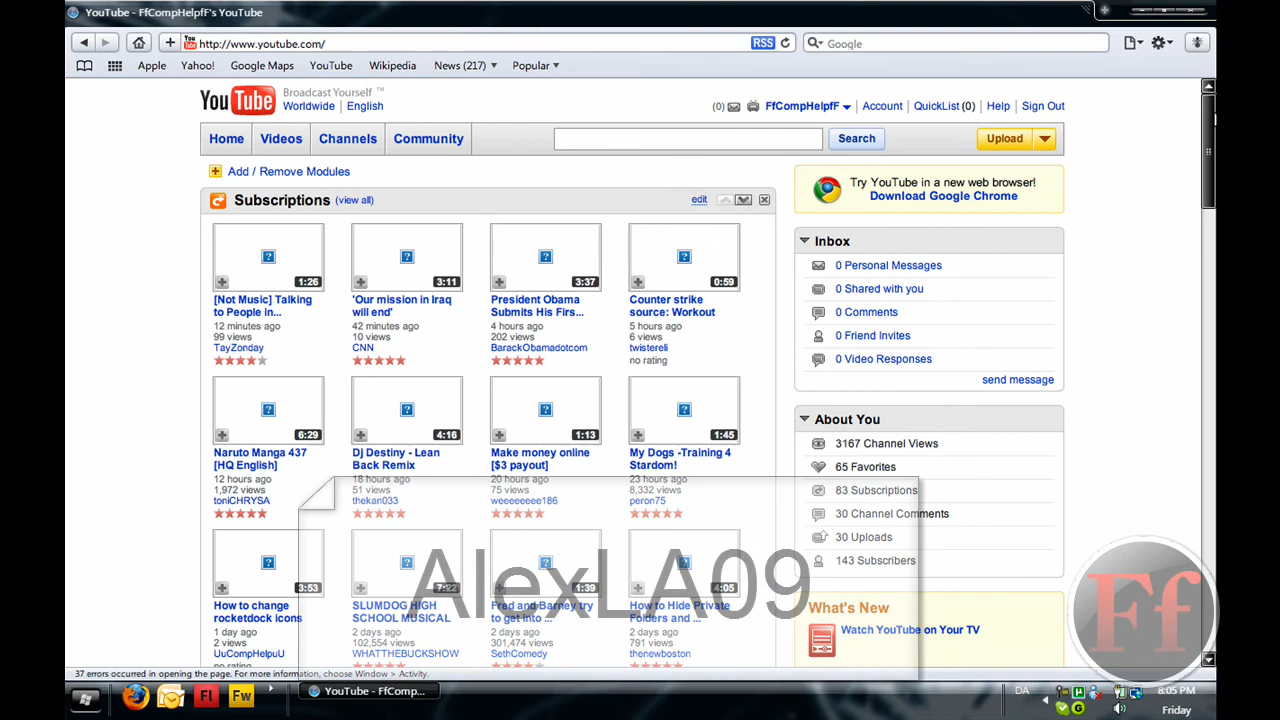 YouTube - FfCompHelpfF's YouTube
http://www.youtube.com/
RSS
Google
Apple Yahoo! Google Maps YouTube Wikipedia News (217) Popular
YouTube
Broadcast Yourself ™
Worldwide | English
(0) FfCompHelpfF | Account | QuickList (0) | Help | Sign Out
Home Videos Channels Community
Search
Upload
Add / Remove Modules
Subscriptions (view all)
edit
1:26 3:11 3:37 0:59
[Not Music] Talking 'Our mission in Iraq President Obama Counter strike
to People in... will end' Submits His Firs... source: Workout
12 minutes ago 42 minutes ago 4 hours ago 5 hours ago
99 views 10 views 202 views 6 views
TayZonday CNN BarackObamadotcom twistereli
no rating
6:29 4:16 1:13 1:45
Naruto Manga 437 Dj Destiny - Lean Make money online My Dogs -Training 4
[HQ English] Back Remix [$3 payout] Stardom!
12 hours ago 18 hours ago 20 hours ago 23 hours ago
1,972 views 51 views 75 views 8,332 views
toniCHRYSA thekan033 weeeeeeee186 peron75
3:53 7:22 1:39 4:05
How to change SLUMDOG HIGH Fred and Barney try How to Hide Private
rocketdock icons SCHOOL MUSICAL to get into ... Folders and ...
1 day ago 2 days ago 2 days ago 2 days ago
2 views 102,554 views 301,474 views 791 views
UuCompHelpuU WHATTHEBUCKSHOW SethComedy thenewboston
no rating
Try YouTube in a new web browser!
Download Google Chrome
Inbox
0 Personal Messages
0 Shared with you
0 Comments
0 Friend Invites
0 Video Responses
send message
About You
3167 Channel Views
65 Favorites
83 Subscriptions
30 Channel Comments
30 Uploads
143 Subscribers
What's New
Watch YouTube on Your TV
AlexLA09
Ff
37 errors occurred in opening the page. For more information, choose Window > Activity.
Fl
Fw
YouTube - FfComp...
DA
8:05 PM
Friday